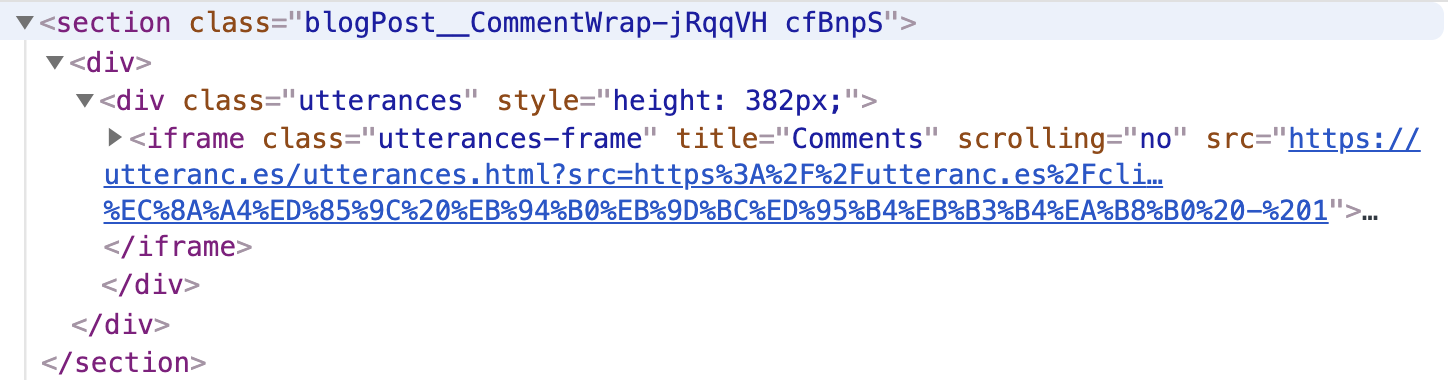 ▼<section class="blogPost__CommentWrap-jRqqVH cfBnpS">
▼<div>
▼<div class="utterances" style="height: 382px;">
▶<iframe class="utterances-frame" title="Comments" scrolling="no" src="https://
utteranc.es/utterances.html?src=https%3A%2F%2Futteranc.es%2Fcli…
%EC%8A%A4%ED%85%9C%20%EB%94%B0%EB%9D%BC%ED%95%B4%EB%B3%B4%EA%B8%B0%20-%201">…
</iframe>
</div>
</div>
</section>